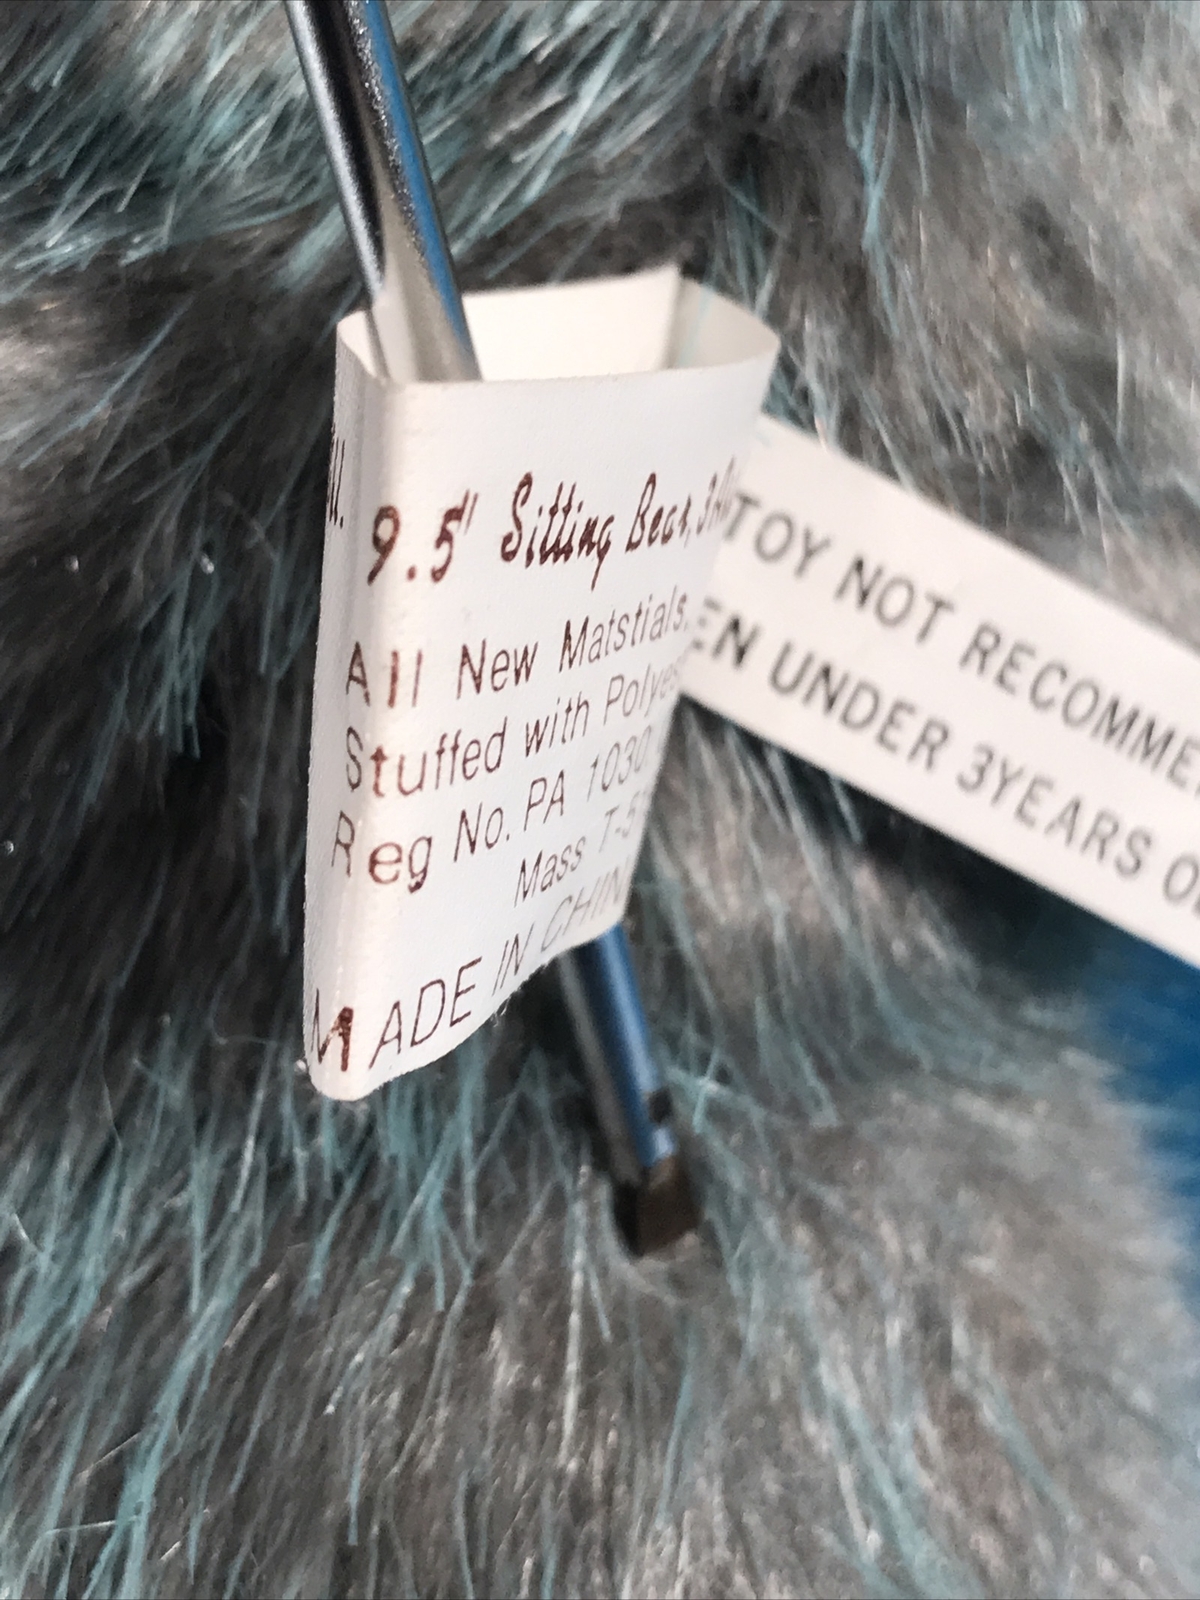 9.5" Sitting Bear,
All New Matstials.
Stuffed with Polyes
Reg No. PA 1030
Mass T-5
MADE IN CHIN
TOY NOT RECOMME
EN UNDER 3YEARS O